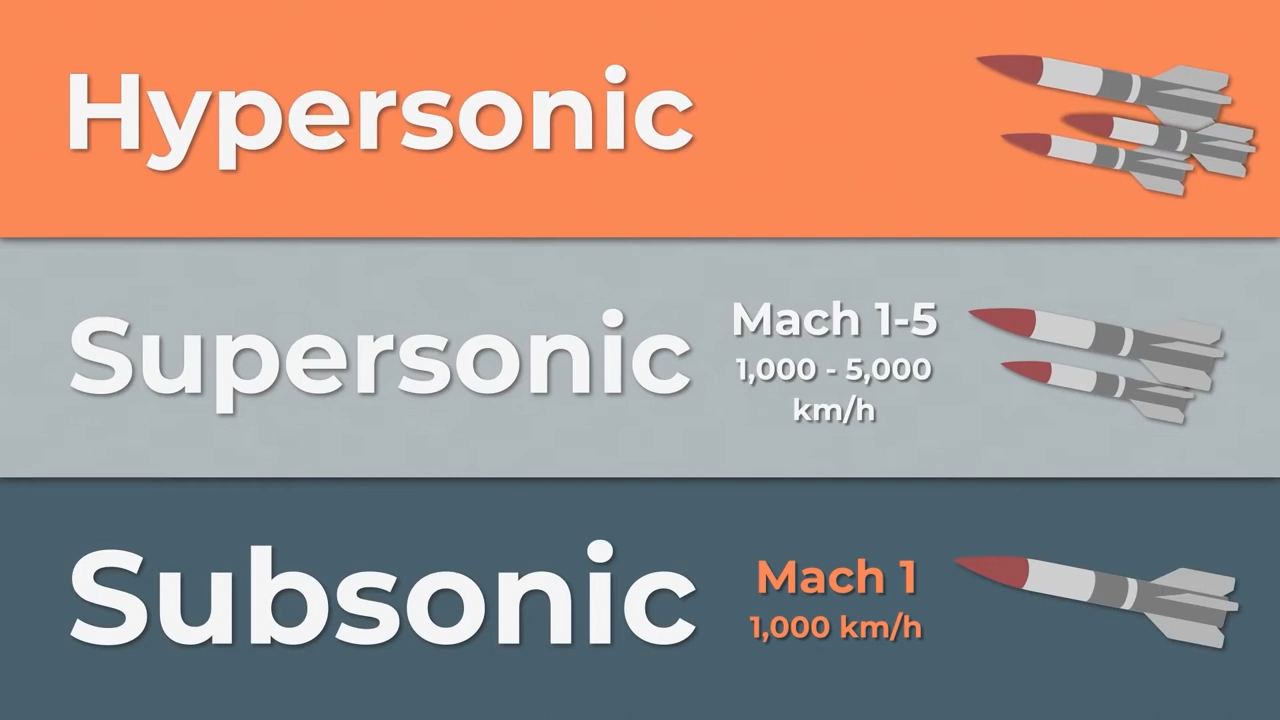 Hypersonic
Supersonic
Mach 1-5
1,000 - 5,000
km/h
Subsonic
Mach 1
1,000 km/h